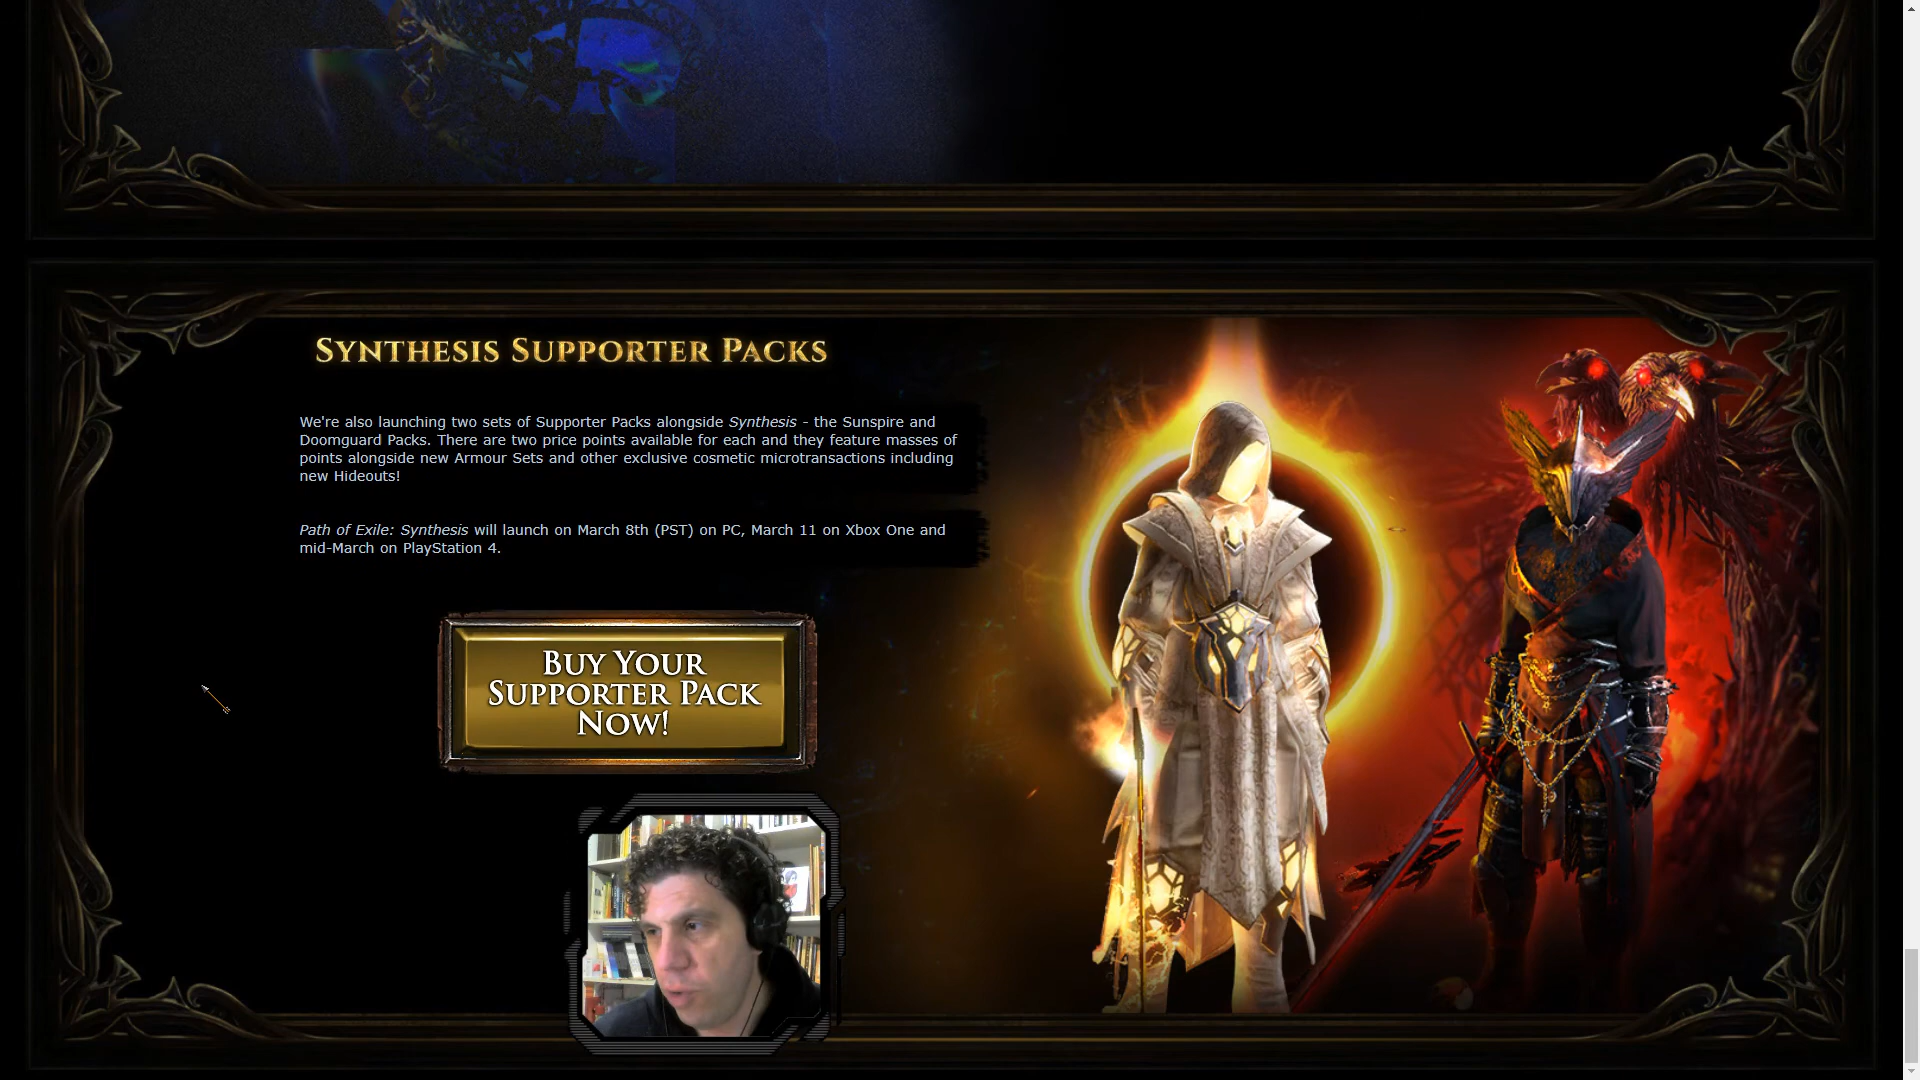 Synthesis Supporter Packs
We're also launching two sets of Supporter Packs alongside Synthesis - the Sunspire and
Doomguard Packs. There are two price points available for each and they feature masses of
points alongside new Armour Sets and other exclusive cosmetic microtransactions including
new Hideouts!
Path of Exile: Synthesis will launch on March 8th (PST) on PC, March 11 on Xbox One and
mid-March on PlayStation 4.
Buy Your
Supporter Pack
Now!